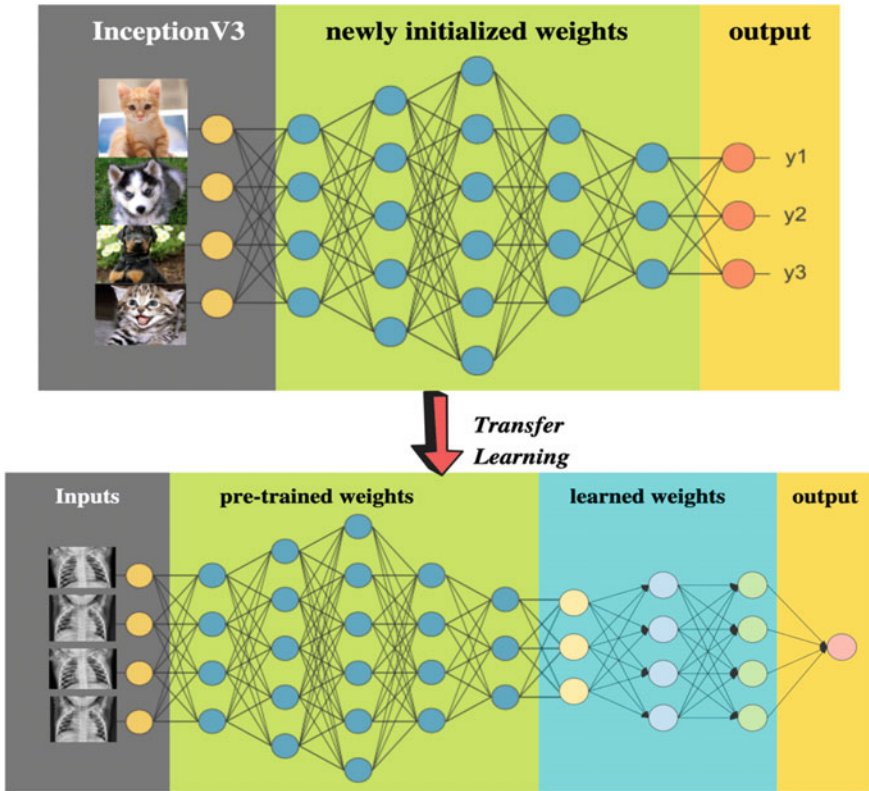 InceptionV3 newly initialized weights output
y1
y2
y3
Transfer
Learning
Inputs pre-trained weights learned weights output